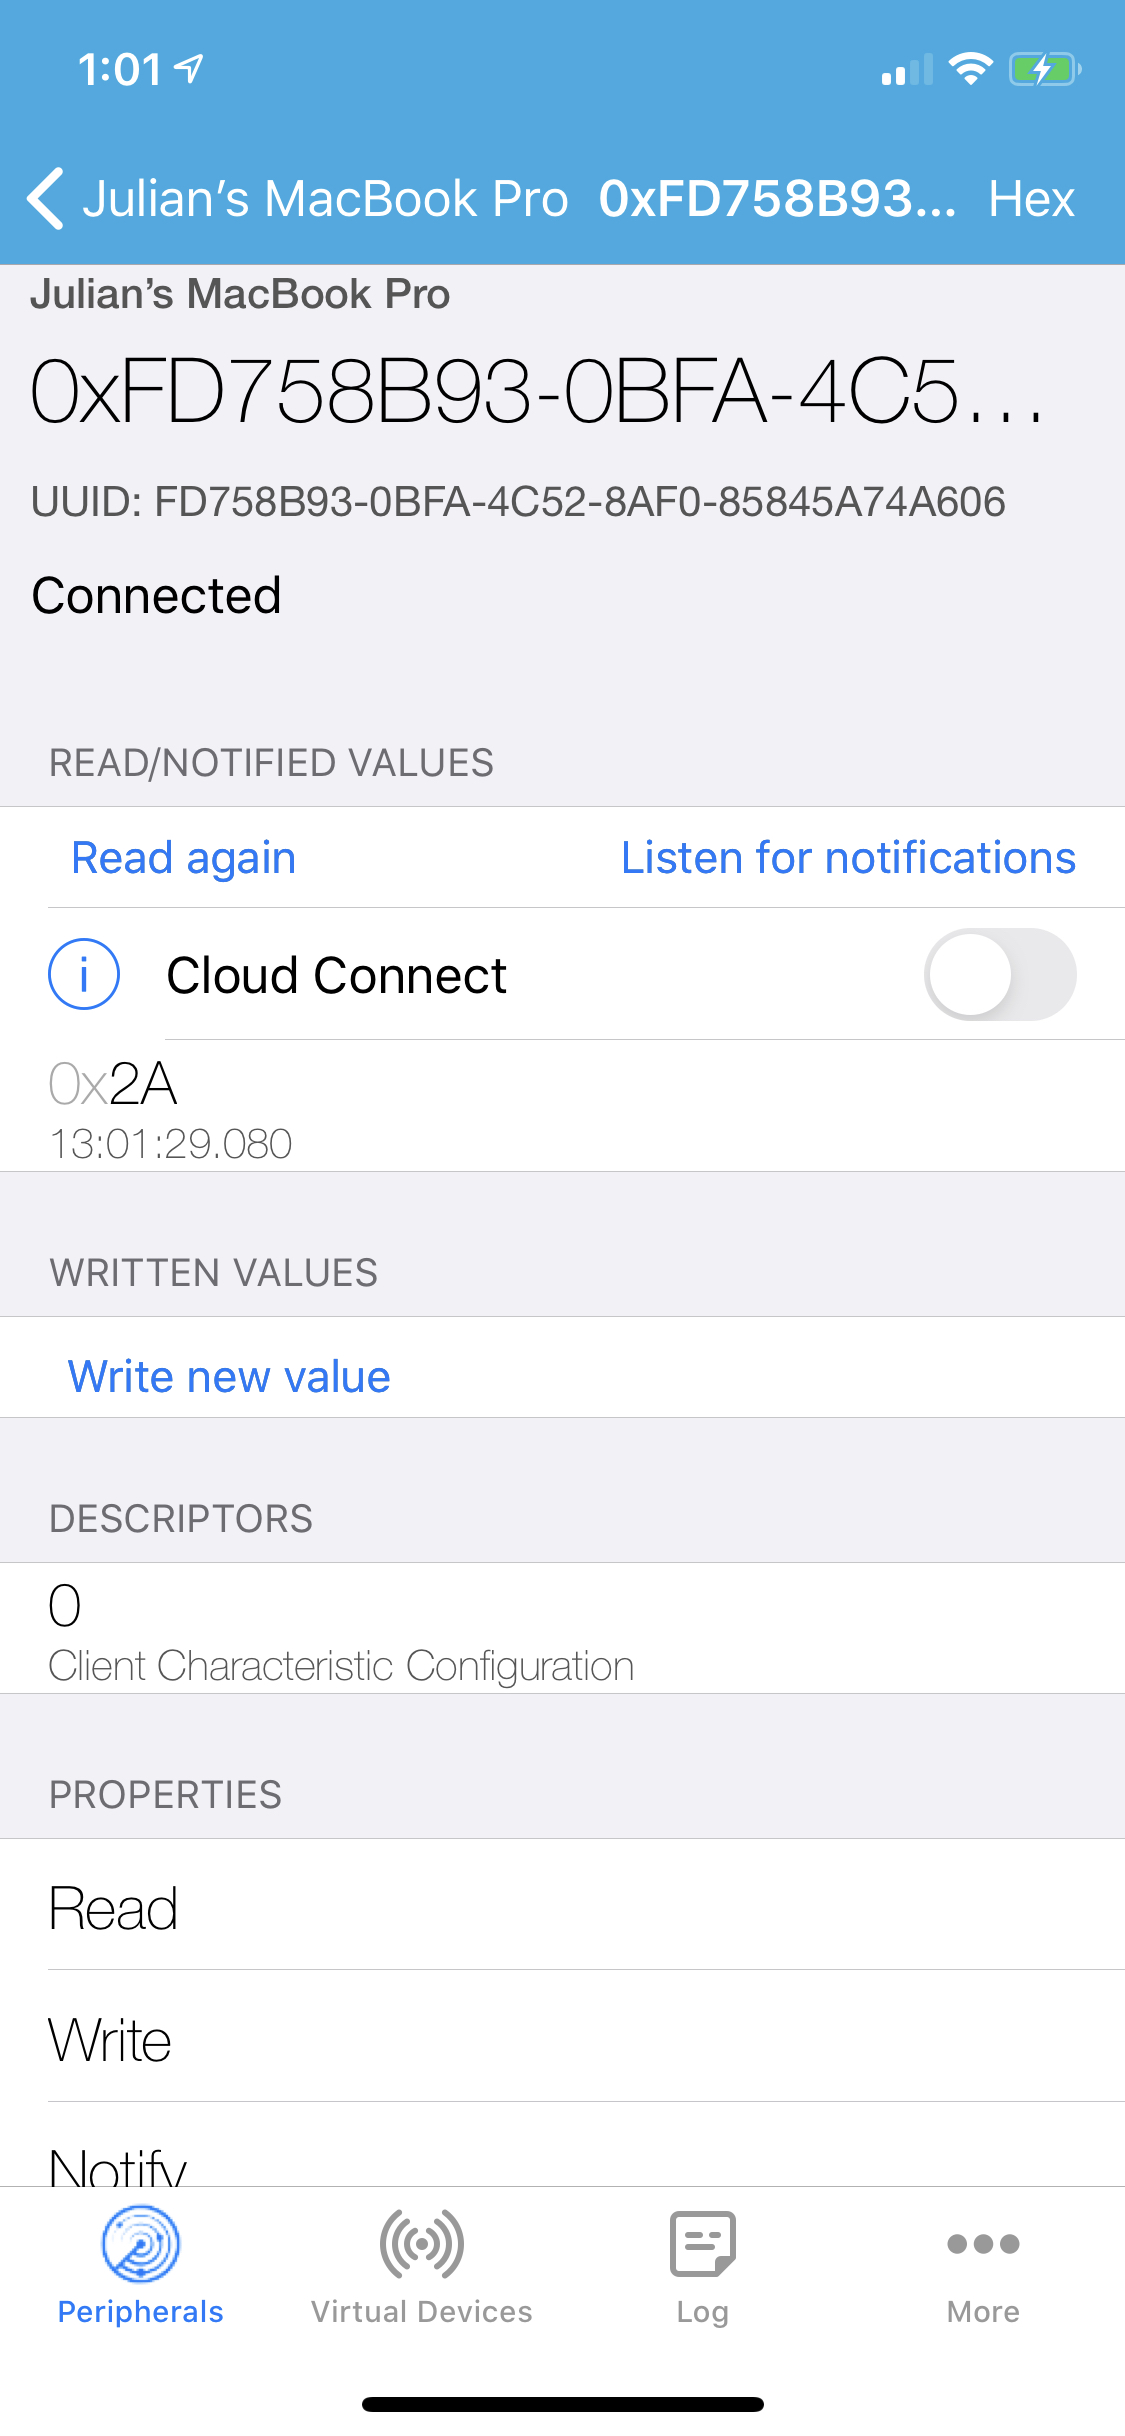 1:01
Julian’s MacBook Pro 0xFD758B93... Hex
Julian’s MacBook Pro
0xFD758B93-0BFA-4C5...
UUID: FD758B93-0BFA-4C52-8AF0-85845A74A606
Connected
READ/NOTIFIED VALUES
Read again Listen for notifications
i Cloud Connect
0x2A
13:01:29.080
WRITTEN VALUES
Write new value
DESCRIPTORS
0
Client Characteristic Configuration
PROPERTIES
Read
Write
Notify
Peripherals Virtual Devices Log More